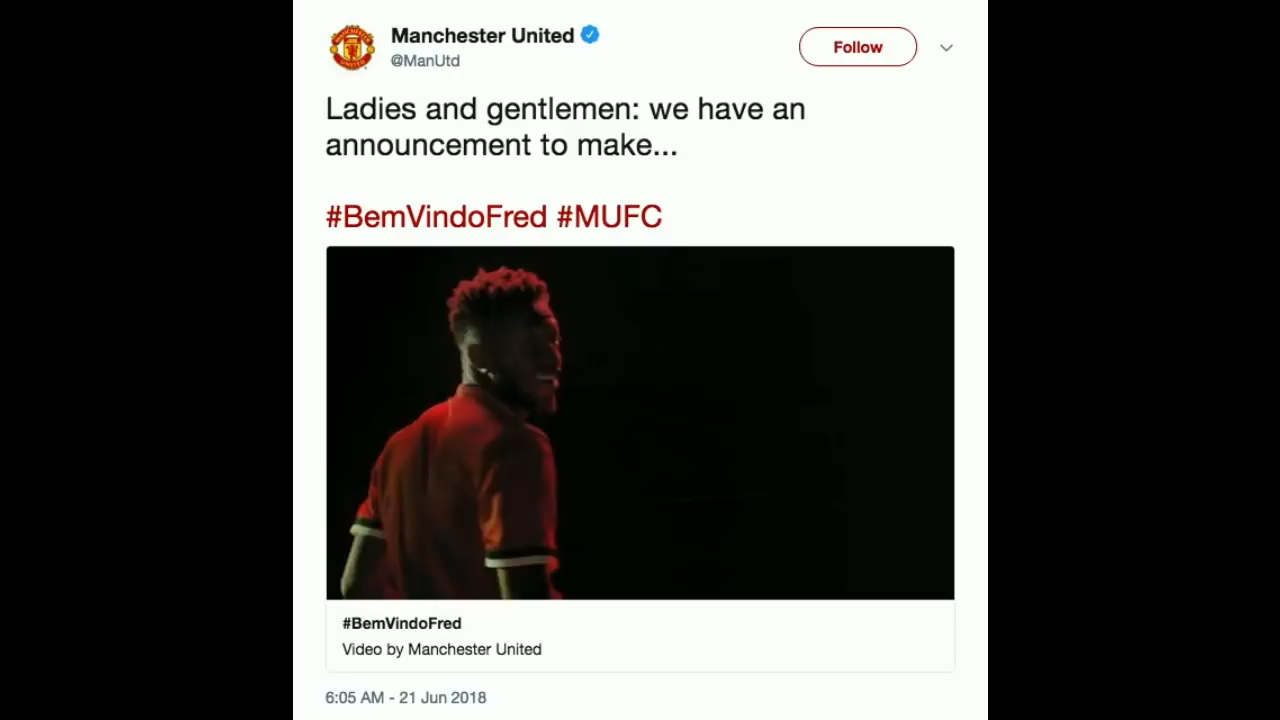 Manchester United
@ManUtd
Follow
Ladies and gentlemen: we have an
announcement to make...
#BemVindoFred #MUFC
#BemVindoFred
Video by Manchester United
6:05 AM - 21 Jun 2018